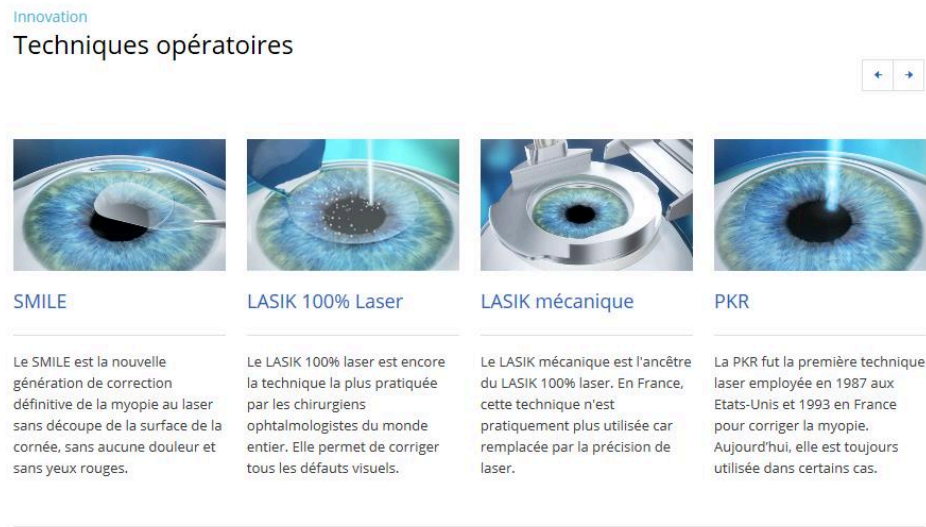 Innovation
Techniques opératoires
SMILE
Le SMILE est la nouvelle
génération de correction
définitive de la myopie au laser
sans découpe de la surface de la
cornée, sans aucune douleur et
sans yeux rouges.
LASIK 100% Laser
Le LASIK 100% laser est encore
la technique la plus pratiquée
par les chirurgiens
ophtalmologistes du monde
entier. Elle permet de corriger
tous les défauts visuels.
LASIK mécanique
Le LASIK mécanique est l'ancêtre
du LASIK 100% laser. En France,
cette technique n'est
pratiquement plus utilisée car
remplacée par la précision de
laser.
PKR
La PKR fut la première technique
laser employée en 1987 aux
Etats-Unis et 1993 en France
pour corriger la myopie.
Aujourd’hui, elle est toujours
utilisée dans certains cas.